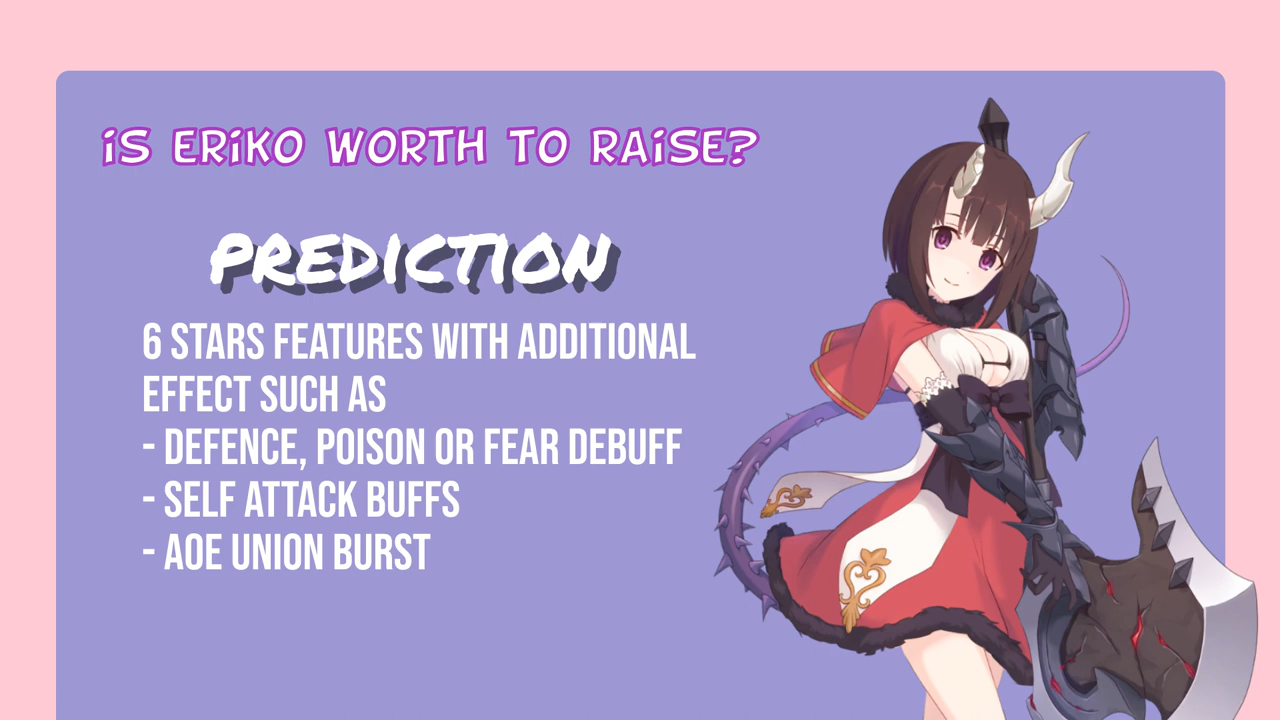 iS ERiKO WORTH TO RAiSE?
PREDICTION
6 STARS FEATURES WITH ADDITIONAL
EFFECT SUCH AS
- DEFENCE, POISON OR FEAR DEBUFF
- SELF ATTACK BUFFS
- AOE UNION BURST